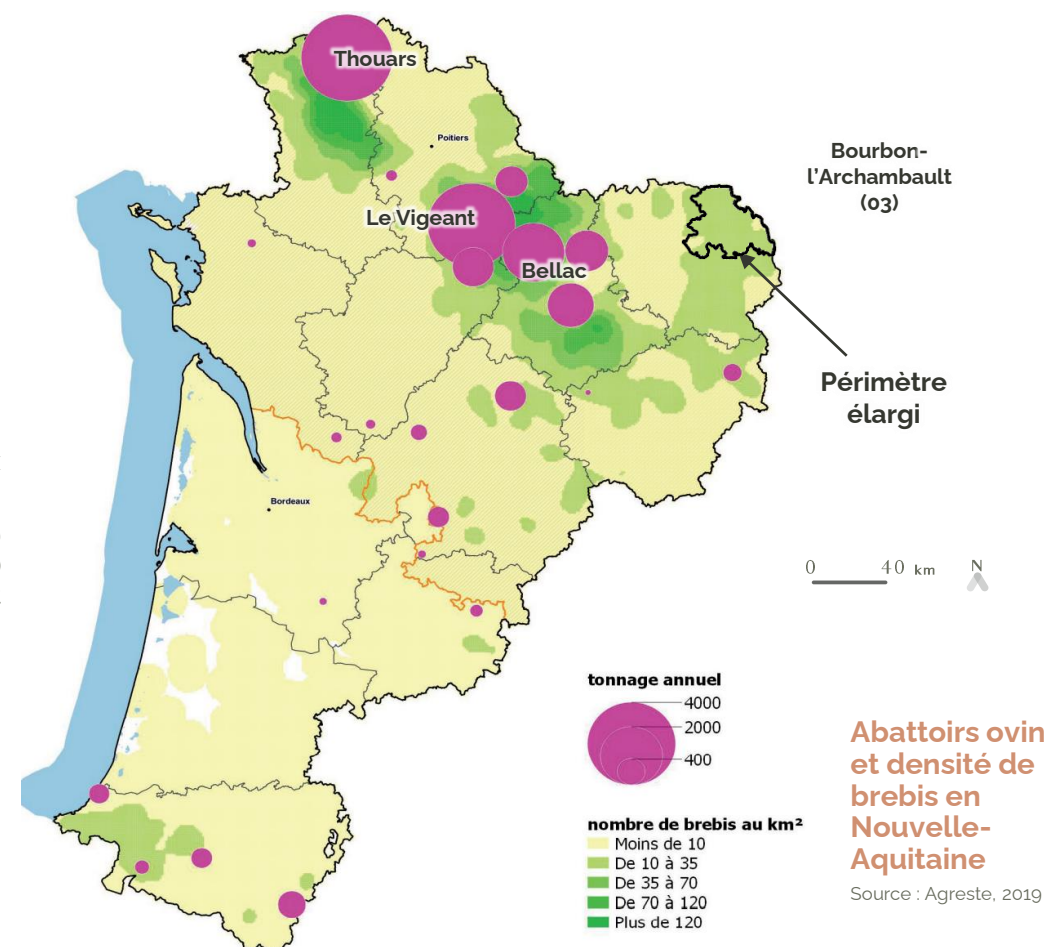 Thouars
Poitiers
Bourbon-
l'Archambault
(03)
Le Vigeant
Bellac
Périmètre
élargi
Bordeaux
0 40 km N
tonnage annuel
4000
2000
400
nombre de brebis au km²
Moins de 10
De 10 à 35
De 35 à 70
De 70 à 120
Plus de 120
Abattoirs ovin
et densité de
brebis en
Nouvelle-
Aquitaine
Source : Agreste, 2019